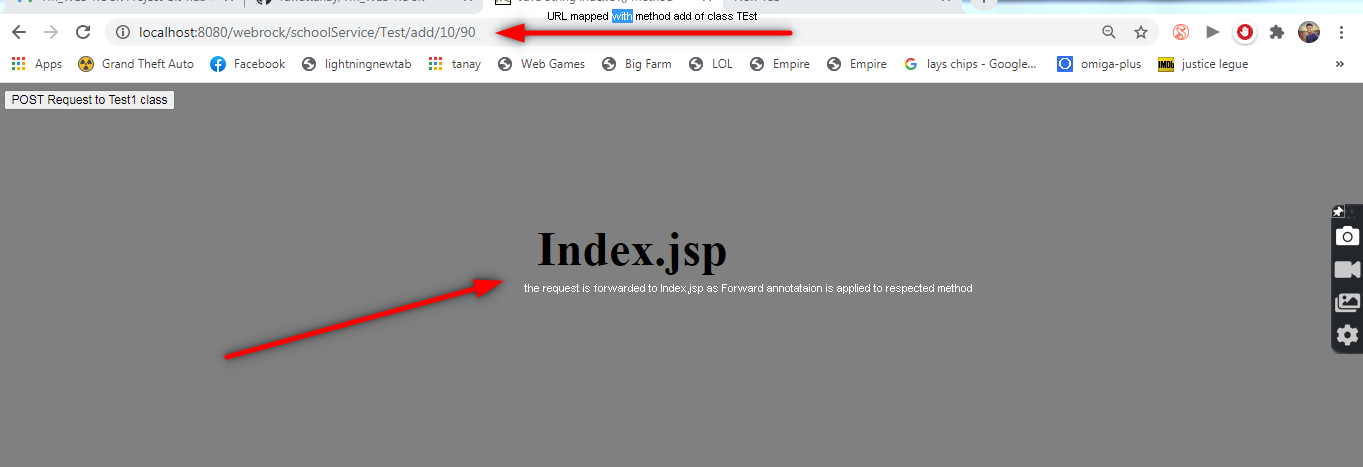 URL mapped with method add of class TEst
localhost:8080/webrock/schoolService/Test/add/10/90
Apps Grand Theft Auto Facebook lightningnewtab tanay Web Games Big Farm LOL Empire Empire lays chips - Google... omiga-plus IMDb justice legue »
POST Request to Test1 class
Index.jsp
the request is forwarded to Index.jsp as Forward annotataion is applied to respected method